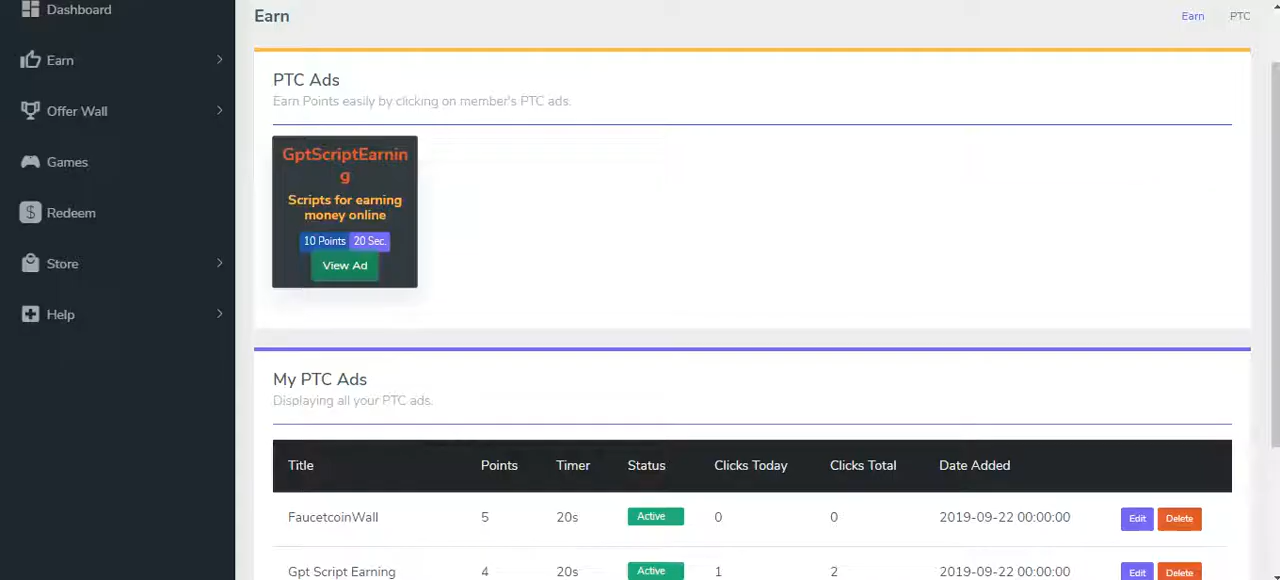 Dashboard
Earn
Offer Wall
Games
Redeem
Store
Help
Earn
Earn PTC
PTC Ads
Earn Points easily by clicking on member's PTC ads.
GptScriptEarnin
g
Scripts for earning
money online
10 Points 20 Sec.
View Ad
My PTC Ads
Displaying all your PTC ads.
Title Points Timer Status Clicks Today Clicks Total Date Added
FaucetcoinWall 5 20s Active 0 0 2019-09-22 00:00:00 Edit Delete
Gpt Script Earning 4 20s Active 1 2 2019-09-22 00:00:00 Edit Delete